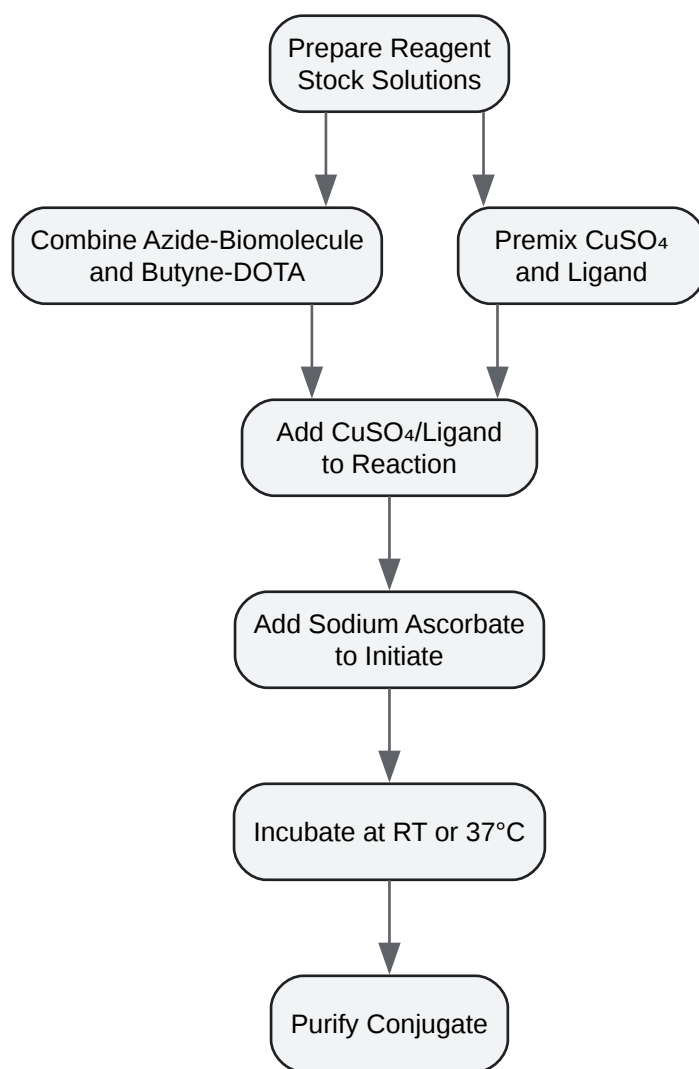 Prepare Reagent
Stock Solutions
Combine Azide-Biomolecule
and Butyne-DOTA
Premix CuSO₄
and Ligand
Add CuSO₄/Ligand
to Reaction
Add Sodium Ascorbate
to Initiate
Incubate at RT or 37°C
Purify Conjugate